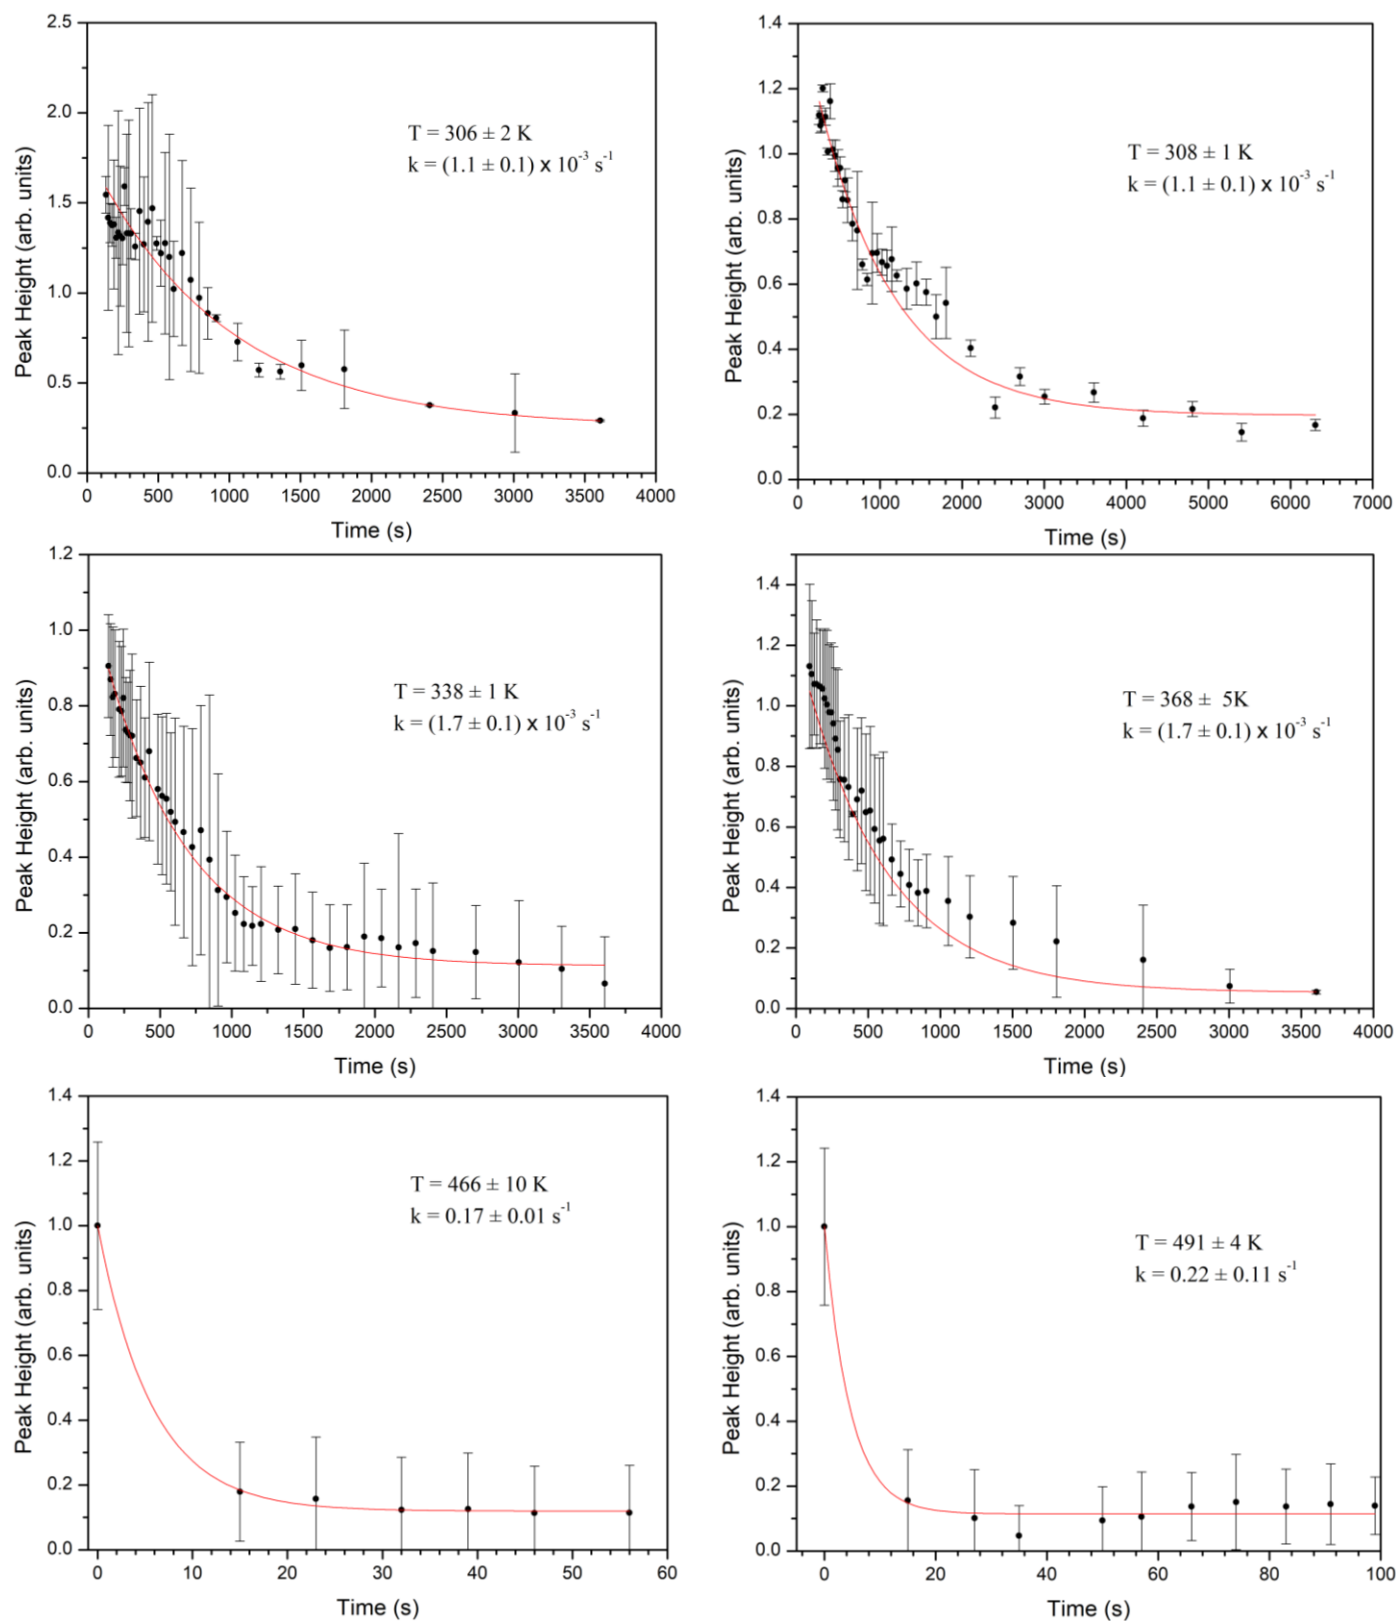 2.5
2.0
1.5
1.0
0.5
0.0
Peak Height (arb. units)
T = 306 ± 2 K
k = (1.1 ± 0.1) x 10⁻³ s⁻¹
0 500 1000 1500 2000 2500 3000 3500 4000
Time (s)
1.4
1.2
1.0
0.8
0.6
0.4
0.2
0.0
Peak Height (arb. units)
T = 308 ± 1 K
k = (1.1 ± 0.1) x 10⁻³ s⁻¹
0 1000 2000 3000 4000 5000 6000 7000
Time (s)
1.2
1.0
0.8
0.6
0.4
0.2
0.0
Peak Height (arb. units)
T = 338 ± 1 K
k = (1.7 ± 0.1) x 10⁻³ s⁻¹
0 500 1000 1500 2000 2500 3000 3500 4000
Time (s)
1.4
1.2
1.0
0.8
0.6
0.4
0.2
0.0
Peak Height (arb. units)
T = 368 ± 5K
k = (1.7 ± 0.1) x 10⁻³ s⁻¹
0 500 1000 1500 2000 2500 3000 3500 4000
Time (s)
1.4
1.2
1.0
0.8
0.6
0.4
0.2
0.0
Peak Height (arb. units)
T = 466 ± 10 K
k = 0.17 ± 0.01 s⁻¹
0 10 20 30 40 50 60
Time (s)
1.4
1.2
1.0
0.8
0.6
0.4
0.2
0.0
Peak Height (arb. units)
T = 491 ± 4 K
k = 0.22 ± 0.11 s⁻¹
0 20 40 60 80 100
Time (s)